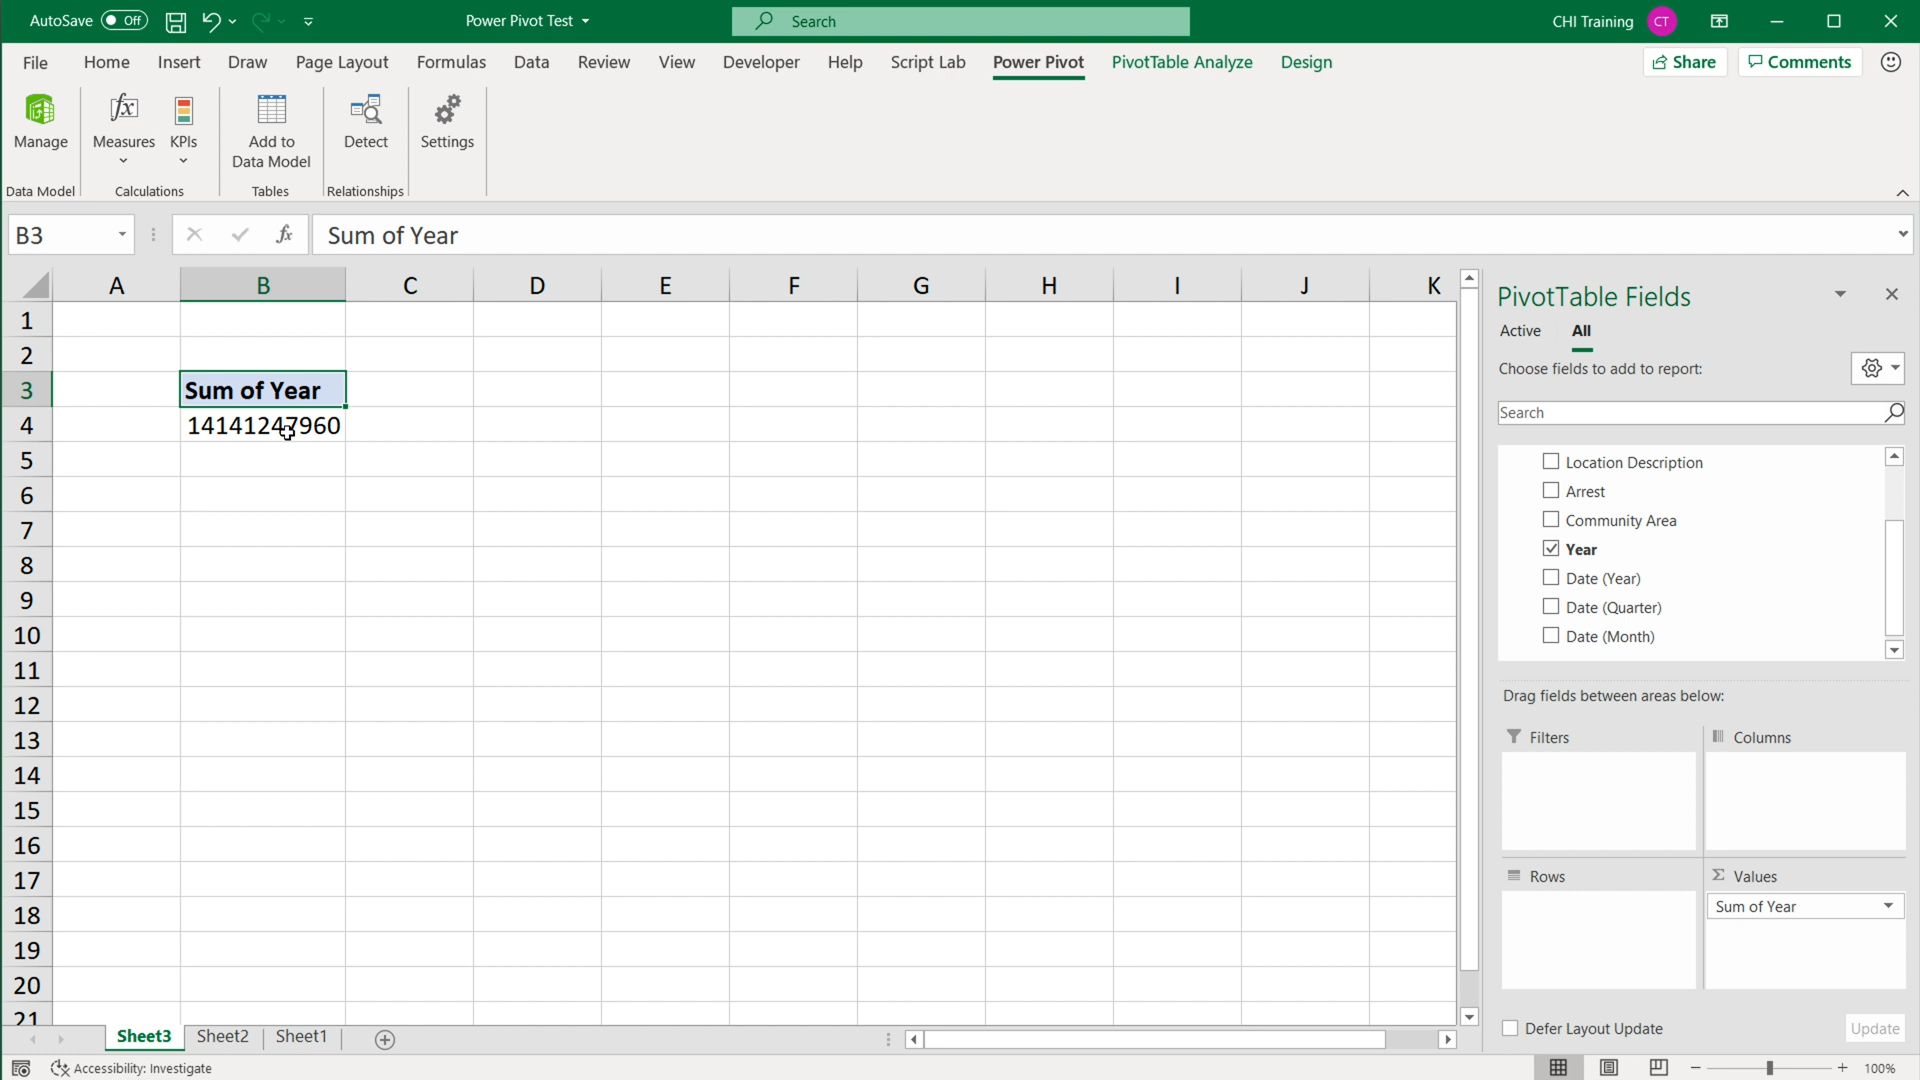 AutoSave Off
Power Pivot Test
Search
CHI Training CT
File Home Insert Draw Page Layout Formulas Data Review View Developer Help Script Lab Power Pivot PivotTable Analyze Design
Share Comments
Manage
Measures
KPIs
Add to
Data Model
Detect
Settings
Data Model Calculations Tables Relationships
B3
fx
Sum of Year
A B C D E F G H I J K
1
2
3 Sum of Year
4 14141247960
5
6
7
8
9
10
11
12
13
14
15
16
17
18
19
20
21
PivotTable Fields
Active All
Choose fields to add to report:
Search
Location Description
Arrest
Community Area
Year
Date (Year)
Date (Quarter)
Date (Month)
Drag fields between areas below:
Filters
Columns
Rows
Σ Values
Sum of Year
Defer Layout Update
Update
Sheet3 Sheet2 Sheet1
Accessibility: Investigate
100%